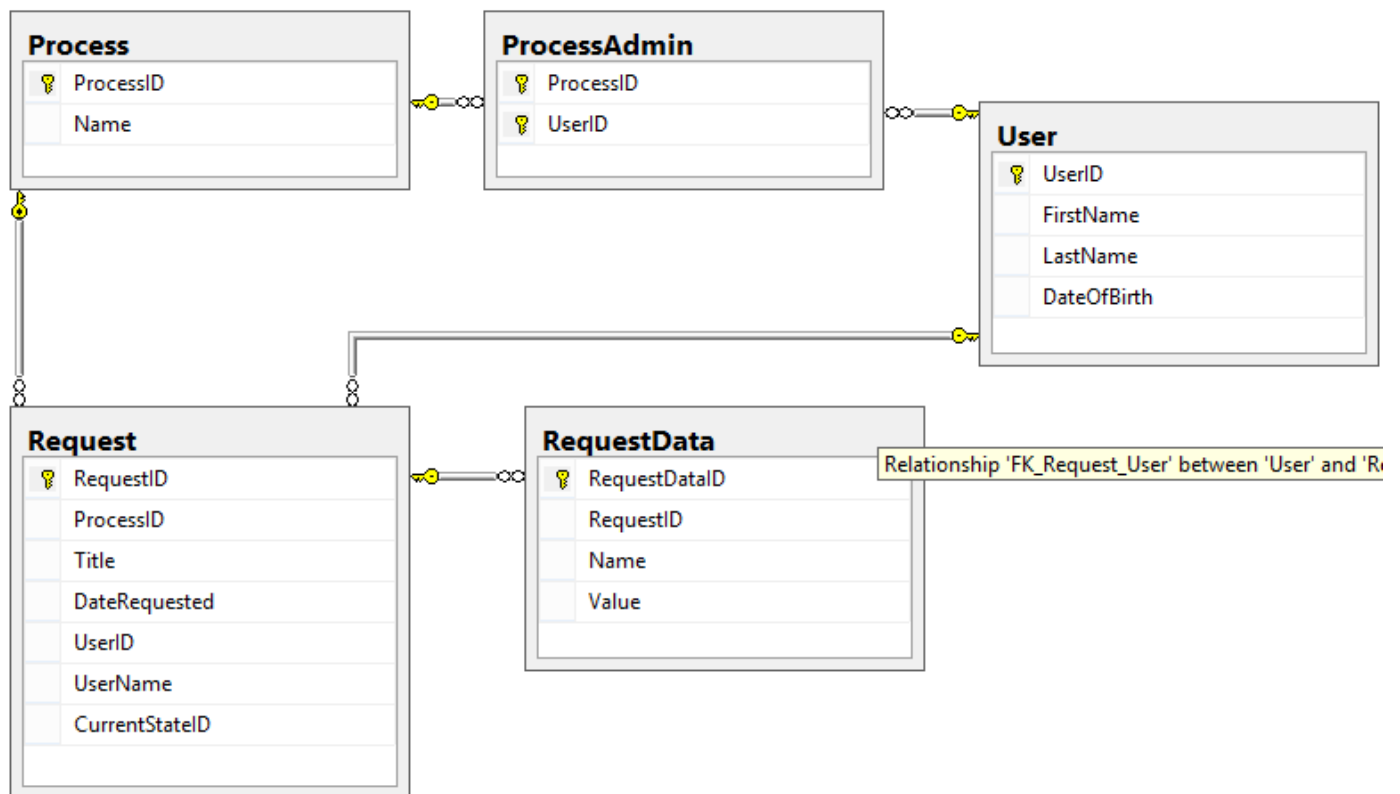 Process
ProcessID
Name
ProcessAdmin
ProcessID
UserID
User
UserID
FirstName
LastName
DateOfBirth
Request
RequestID
ProcessID
Title
DateRequested
UserID
UserName
CurrentStateID
RequestData
RequestDataID
RequestID
Name
Value
Relationship 'FK_Request_User' between 'User' and 'Re